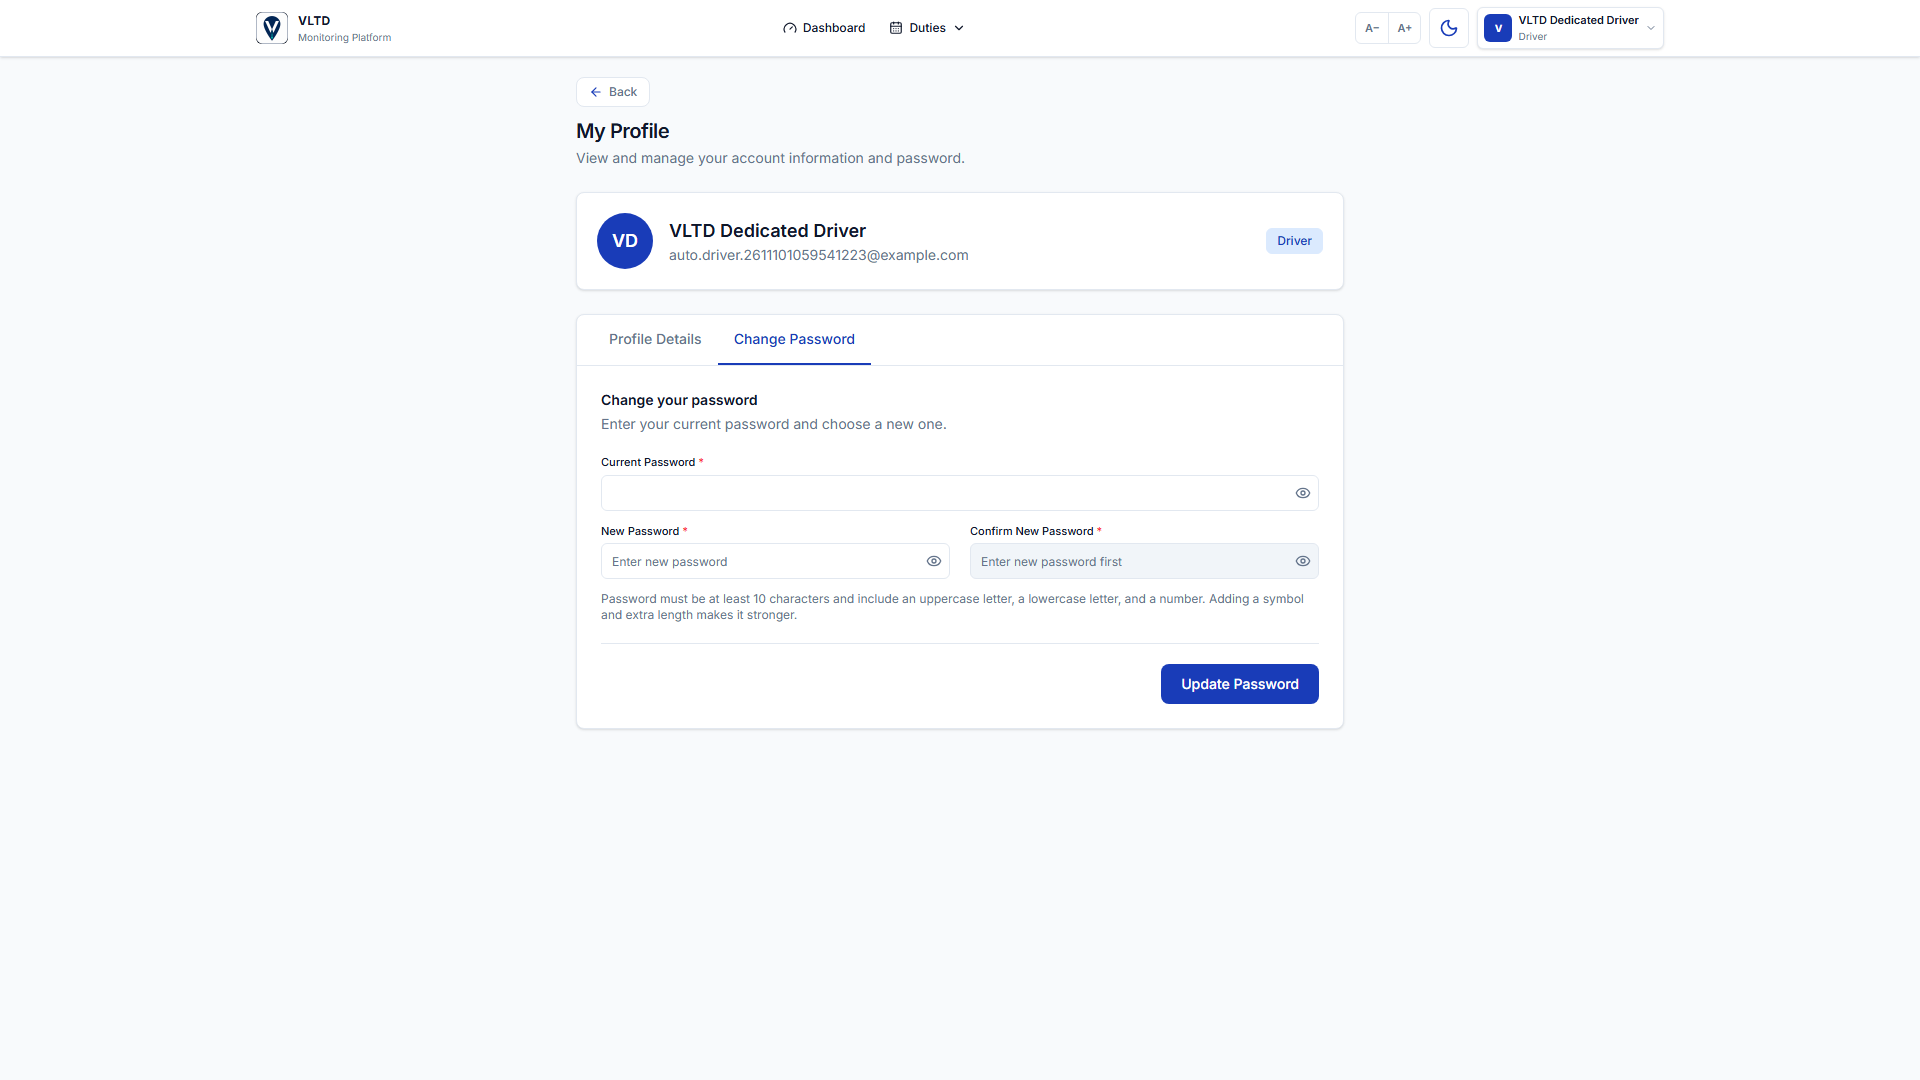 VLTD
Monitoring Platform
Dashboard
Duties
A−
A+
V
VLTD Dedicated Driver
Driver
Back
My Profile
View and manage your account information and password.
VD
VLTD Dedicated Driver
auto.driver.2611101059541223@example.com
Driver
Profile Details
Change Password
Change your password
Enter your current password and choose a new one.
Current Password *
New Password *
Confirm New Password *
Enter new password
Enter new password first
Password must be at least 10 characters and include an uppercase letter, a lowercase letter, and a number. Adding a symbol
and extra length makes it stronger.
Update Password